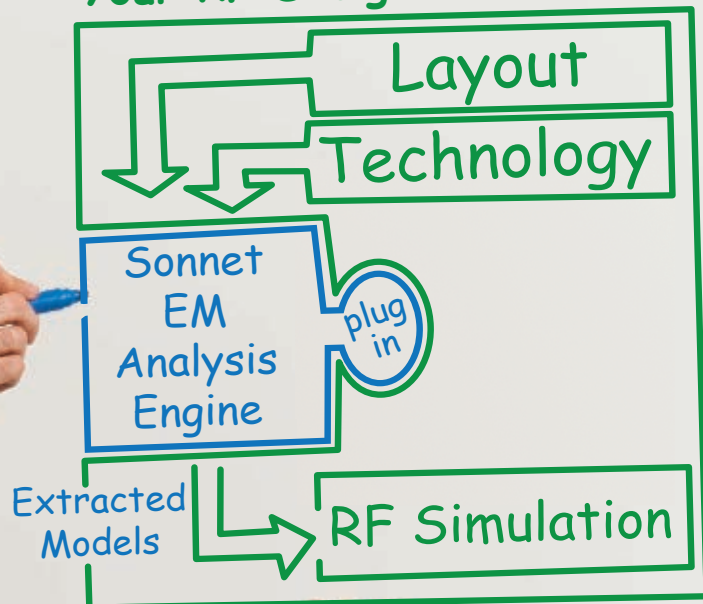 Layout
Technology
Sonnet
EM
Analysis
Engine
plug
in
Extracted
Models
RF Simulation